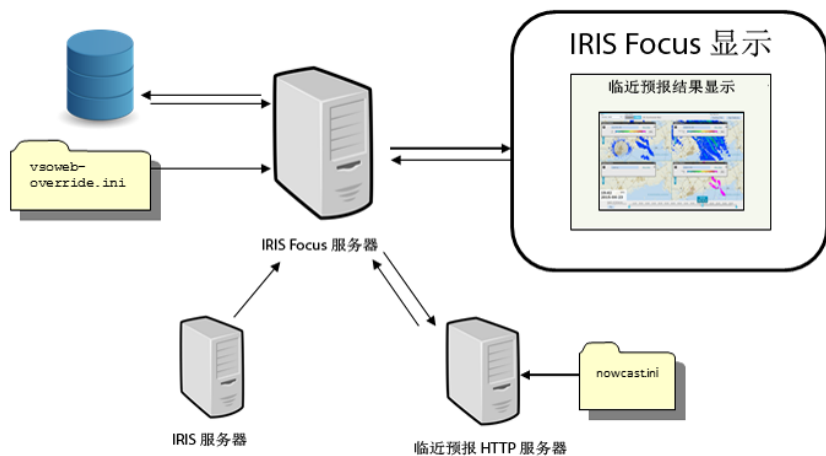 IRIS Focus 显示
临近预报结果显示
vsoweb-
override.ini
IRIS Focus 服务器
nowcast.ini
IRIS 服务器
临近预报 HTTP 服务器